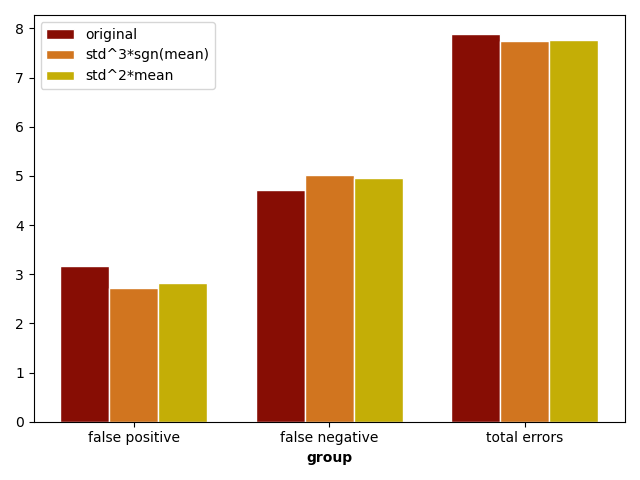 original
std^3*sgn(mean)
std^2*mean
8
7
6
5
4
3
2
1
0
false positive
false negative
total errors
group